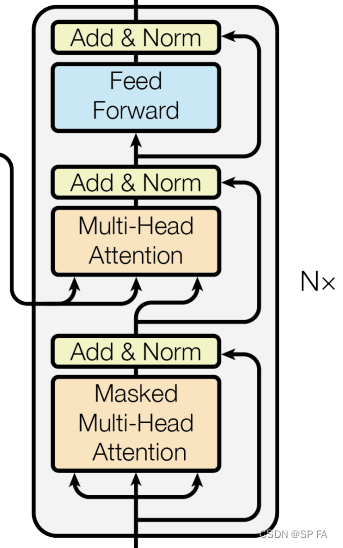 Add & Norm
Feed
Forward
Add & Norm
Multi-Head
Attention
N×
Add & Norm
Masked
Multi-Head
Attention
CSDN @SP FA